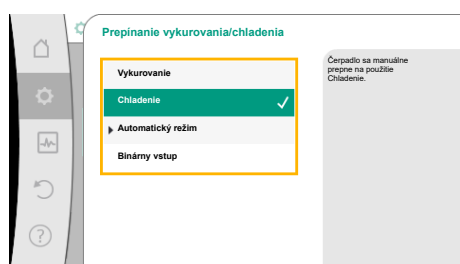 Prepínanie vykurovania/chladenia
Vykurovanie
Chladenie
Automatický režim
Binárny vstup
Čerpadlo sa manuálne
prepne na použitie
Chladenie.
?